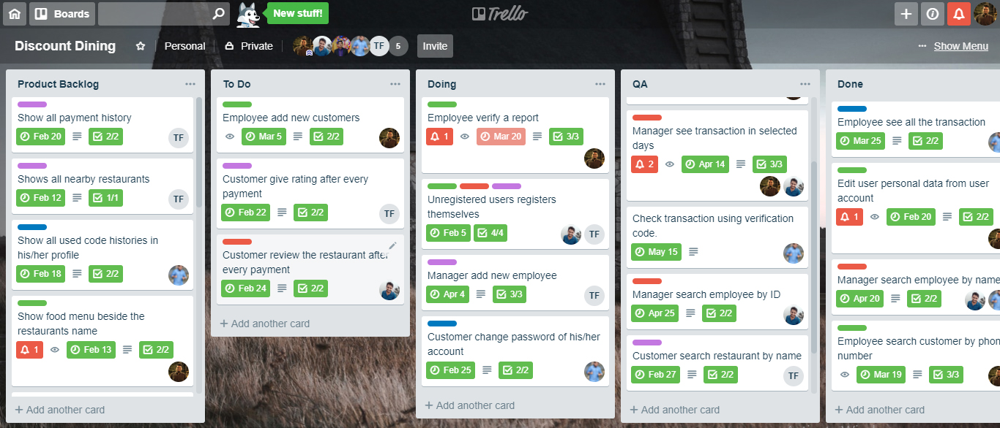 Boards
New stuff!
Trello
Discount Dining
Personal
Private
TF
5
Invite
Show Menu
Product Backlog
Show all payment history
Feb 20
2/2
TF
Shows all nearby restaurants
Feb 12
1/1
TF
Show all used code histories in
his/her profile
Feb 18
2/2
Show food menu beside the
restaurants name
1
Feb 13
2/2
+ Add another card
To Do
Employee add new customers
Mar 5
2/2
Customer give rating after every
payment
Feb 22
2/2
TF
Customer review the restaurant after
every payment
Feb 24
2/2
+ Add another card
Doing
Employee verify a report
1
Mar 20
3/3
Unregistered users registers
themselves
Feb 5
4/4
TF
Manager add new employee
Apr 4
3/3
TF
Customer change password of his/her
account
Feb 25
2/2
+ Add another card
QA
Manager see transaction in selected
days
2
Apr 14
3/3
Check transaction using verification
code.
May 15
Manager search employee by ID
Apr 25
2/2
Customer search restaurant by name
Feb 27
2/2
TF
+ Add another card
Done
Employee see all the transaction
Mar 25
2/2
Edit user personal data from user
account
1
Feb 20
2/2
Manager search employee by name
Apr 20
2/2
Employee search customer by phon
number
Mar 19
3/3
+ Add another card